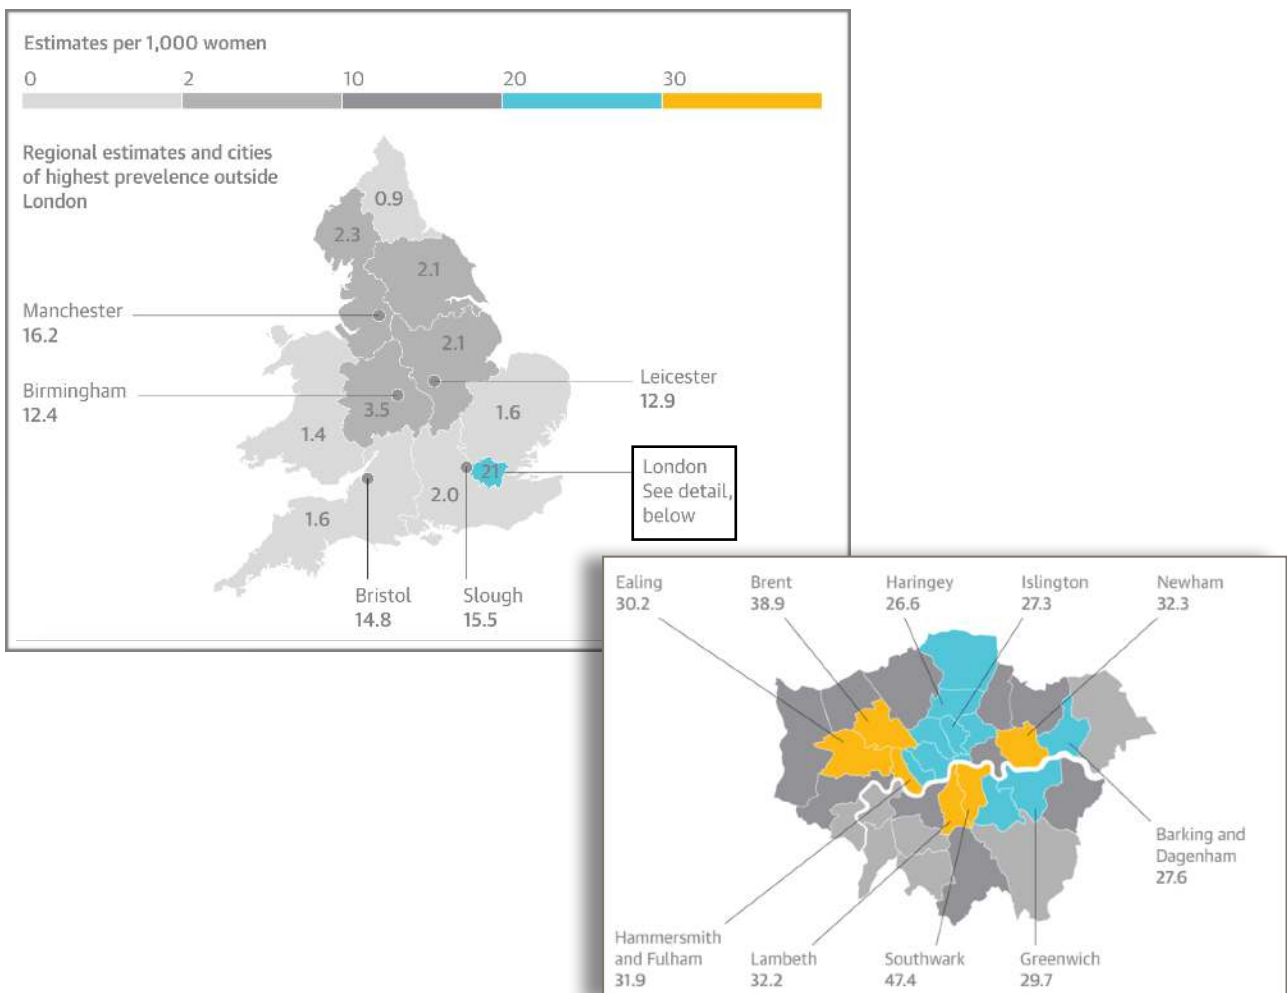 Estimates per 1,000 women
0 2 10 20 30
Regional estimates and cities
of highest prevelence outside
London
0.9
2.3
2.1
Manchester
16.2
2.1
Birmingham
12.4
Leicester
12.9
3.5
1.6
1.4
London
See detail,
below
21
2.0
1.6
Bristol
14.8
Slough
15.5
Ealing
30.2
Brent
38.9
Haringey
26.6
Islington
27.3
Newham
32.3
Barking and
Dagenham
27.6
Hammersmith
and Fulham
31.9
Lambeth
32.2
Southwark
47.4
Greenwich
29.7